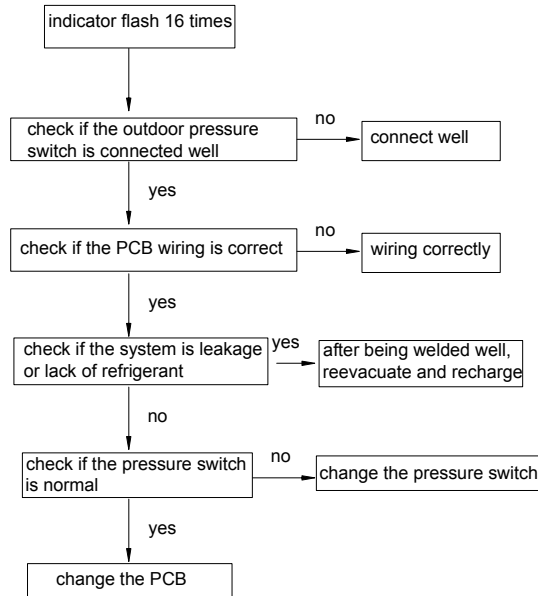 indicator flash 16 times
check if the outdoor pressure
switch is connected well
no
connect well
yes
check if the PCB wiring is correct
no
wiring correctly
yes
check if the system is leakage
or lack of refrigerant
yes
after being welded well,
reevacuate and recharge
no
check if the pressure switch
is normal
no
change the pressure switch
yes
change the PCB